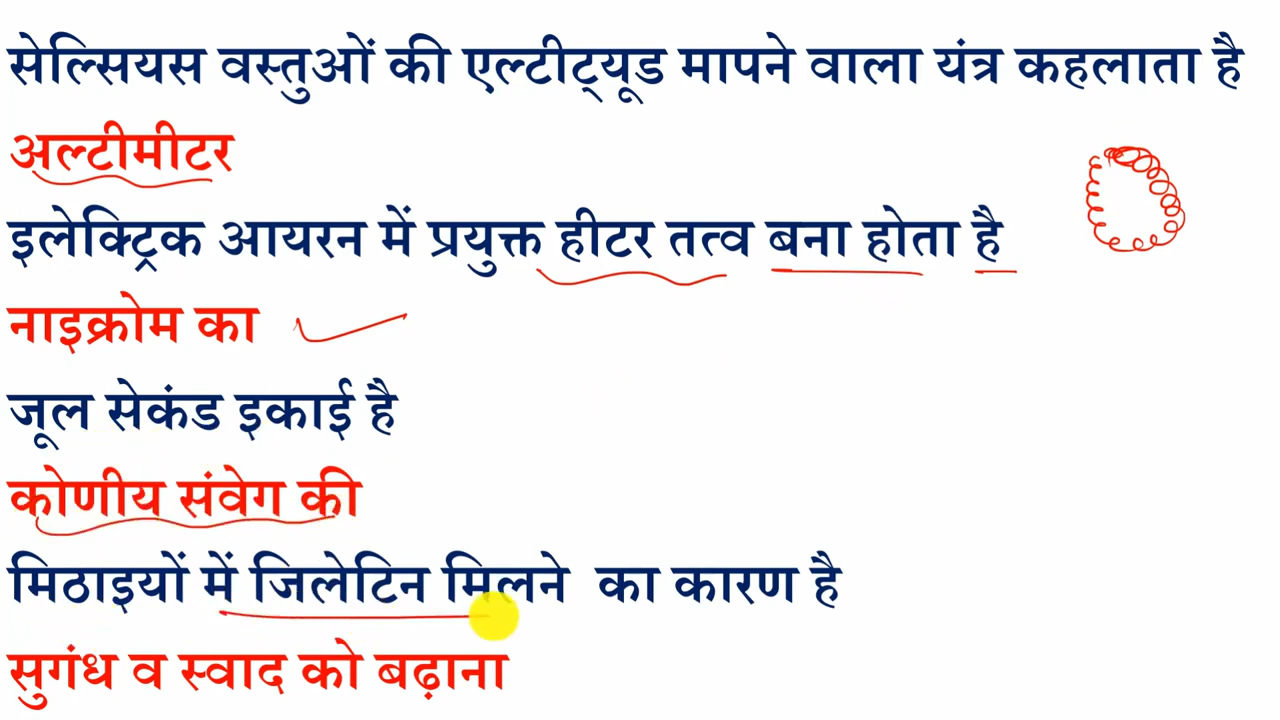 सेल्सियस वस्तुओं की एल्टीट्यूड मापने वाला यंत्र कहलाता है
अल्टीमीटर
इलेक्ट्रिक आयरन में प्रयुक्त हीटर तत्व बना होता है
नाइक्रोम का
जूल सेकंड इकाई है
कोणीय संवेग की
मिठाइयों में जिलेटिन मिलने का कारण है
सुगंध व स्वाद को बढ़ाना